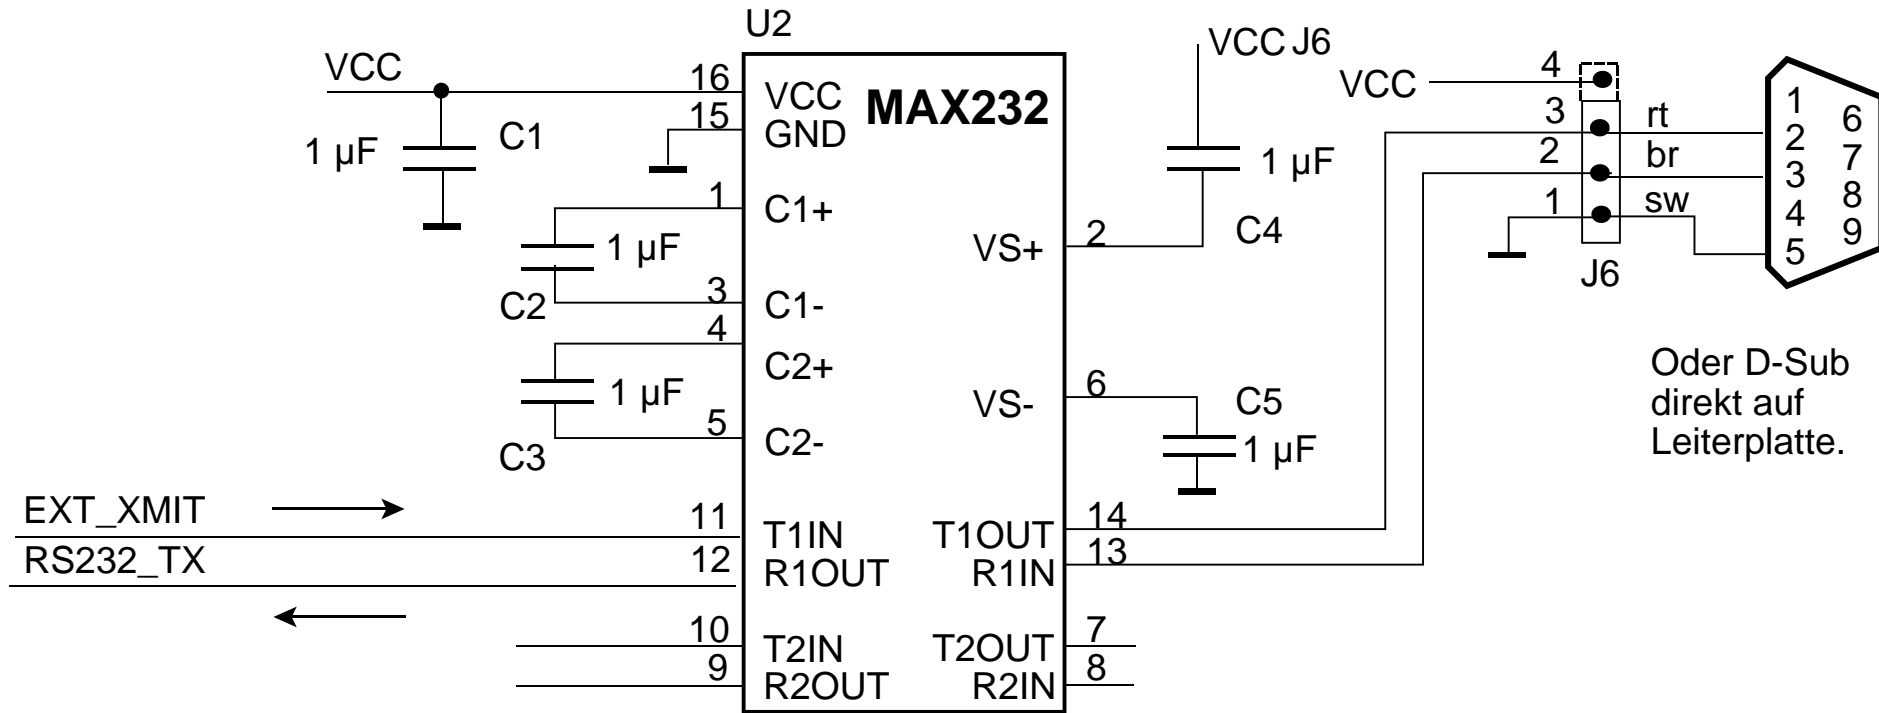 U2
VCC
16
VCC
MAX232
15
GND
1 µF
C1
1
C1+
1 µF
C2
3
C1-
4
C2+
1 µF
C3
5
C2-
EXT_XMIT
11
T1IN
RS232_TX
12
R1OUT
10
T2IN
9
R2OUT
VCC J6
1 µF
C4
VS+
2
VS-
6
C5
1 µF
T1OUT
14
R1IN
13
T2OUT
7
R2IN
8
VCC
4
3
rt
2
br
1
sw
J6
1
2
3
4
5
6
7
8
9
Oder D-Sub
direkt auf
Leiterplatte.